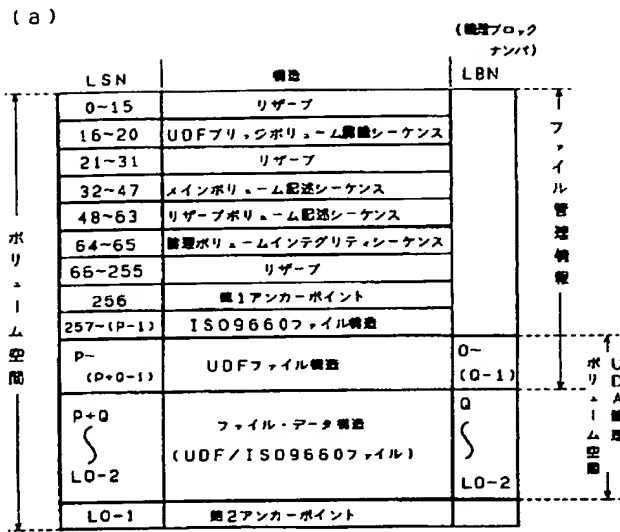 (a)
(論理ブロック
ナンバ)
LSN 構造 LBN
0~15 リザーブ
16~20 UDFブリッジボリューム認識シーケンス
21~31 リザーブ
32~47 メインボリューム記述シーケンス
48~63 リザーブボリューム記述シーケンス
64~65 論理ボリュームインテグリティシーケンス
66~255 リザーブ
256 第1アンカーポイント
257~(P-1) ISO9660ファイル構造
P~
(P+Q-1)
UDFファイル構造
0~
(Q-1)
P+Q
∫
LO-2
ファイル・データ構造
(UDF/ISO9660ファイル)
Q
∫
LO-2
LO-1 第2アンカーポイント
ボリューム空間
ファイル管理情報
UDA論理
ボリューム空間